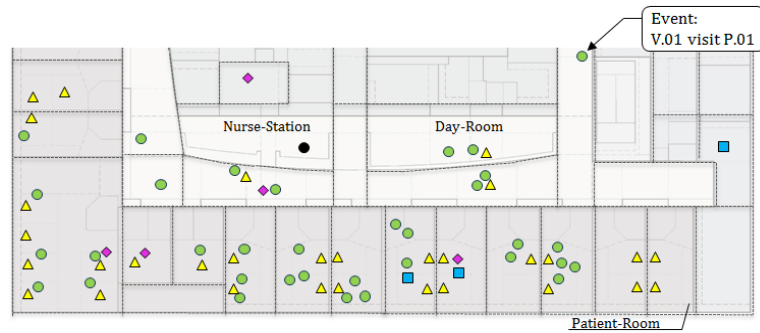 Event:
V.01 visit P.01
Nurse-Station
Day-Room
Patient-Room